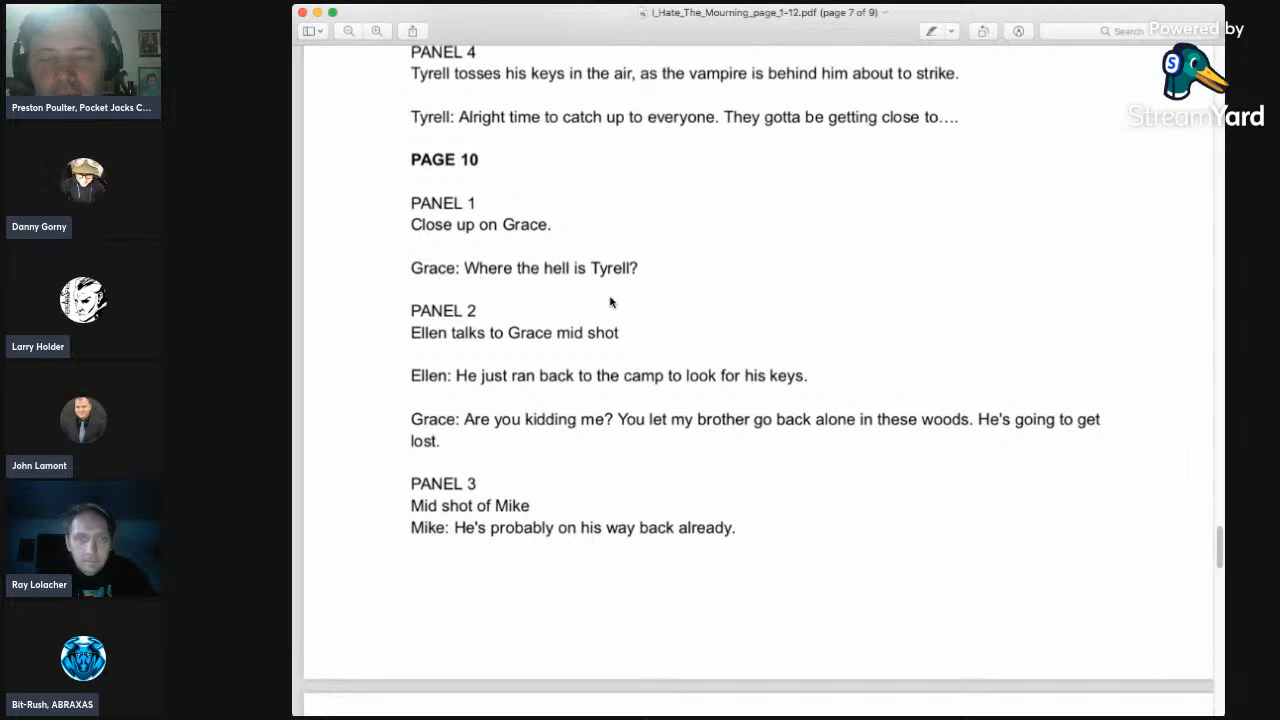 I_Hate_The_Mourning_page_1-12.pdf (page 7 of 9)
Search
Powered by
StreamYard
Preston Poulter, Pocket Jacks C...
Danny Gorny
Larry Holder
John Lamont
Ray Lolacher
Bit-Rush, ABRAXAS
PANEL 4
Tyrell tosses his keys in the air, as the vampire is behind him about to strike.
Tyrell: Alright time to catch up to everyone. They gotta be getting close to....
PAGE 10
PANEL 1
Close up on Grace.
Grace: Where the hell is Tyrell?
PANEL 2
Ellen talks to Grace mid shot
Ellen: He just ran back to the camp to look for his keys.
Grace: Are you kidding me? You let my brother go back alone in these woods. He's going to get
lost.
PANEL 3
Mid shot of Mike
Mike: He's probably on his way back already.